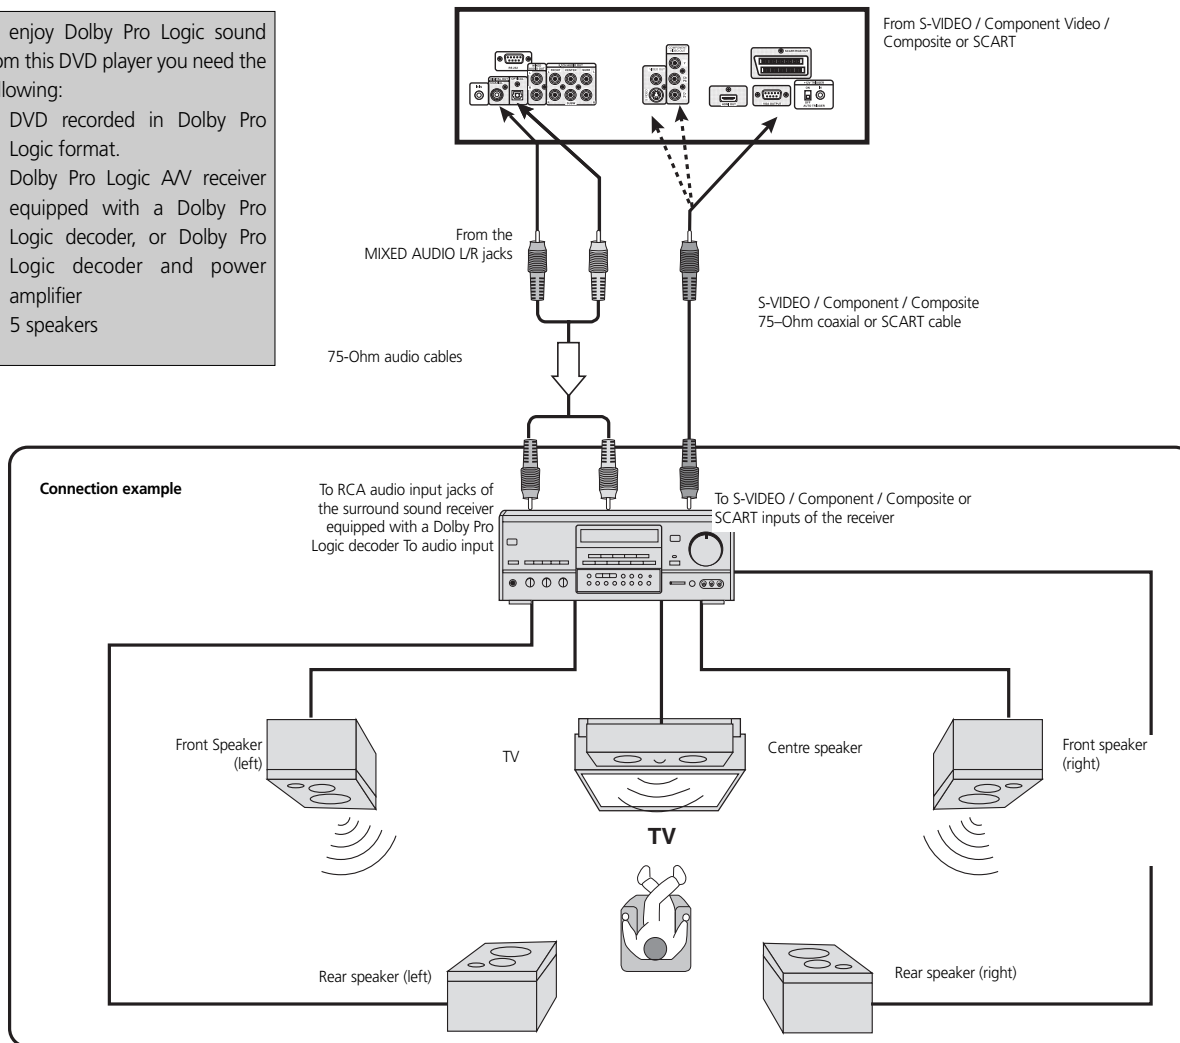 enjoy Dolby Pro Logic sound
om this DVD player you need the
llowing:
DVD recorded in Dolby Pro
Logic format.
Dolby Pro Logic A/V receiver
equipped with a Dolby Pro
Logic decoder, or Dolby Pro
Logic decoder and power
amplifier
5 speakers
From S-VIDEO / Component Video /
Composite or SCART
From the
MIXED AUDIO L/R jacks
S-VIDEO / Component / Composite
75–Ohm coaxial or SCART cable
75-Ohm audio cables
Connection example
To RCA audio input jacks of
the surround sound receiver
equipped with a Dolby Pro
Logic decoder To audio input
To S-VIDEO / Component / Composite or
SCART inputs of the receiver
Front Speaker
(left)
TV
Centre speaker
Front speaker
(right)
TV
Rear speaker (left)
Rear speaker (right)